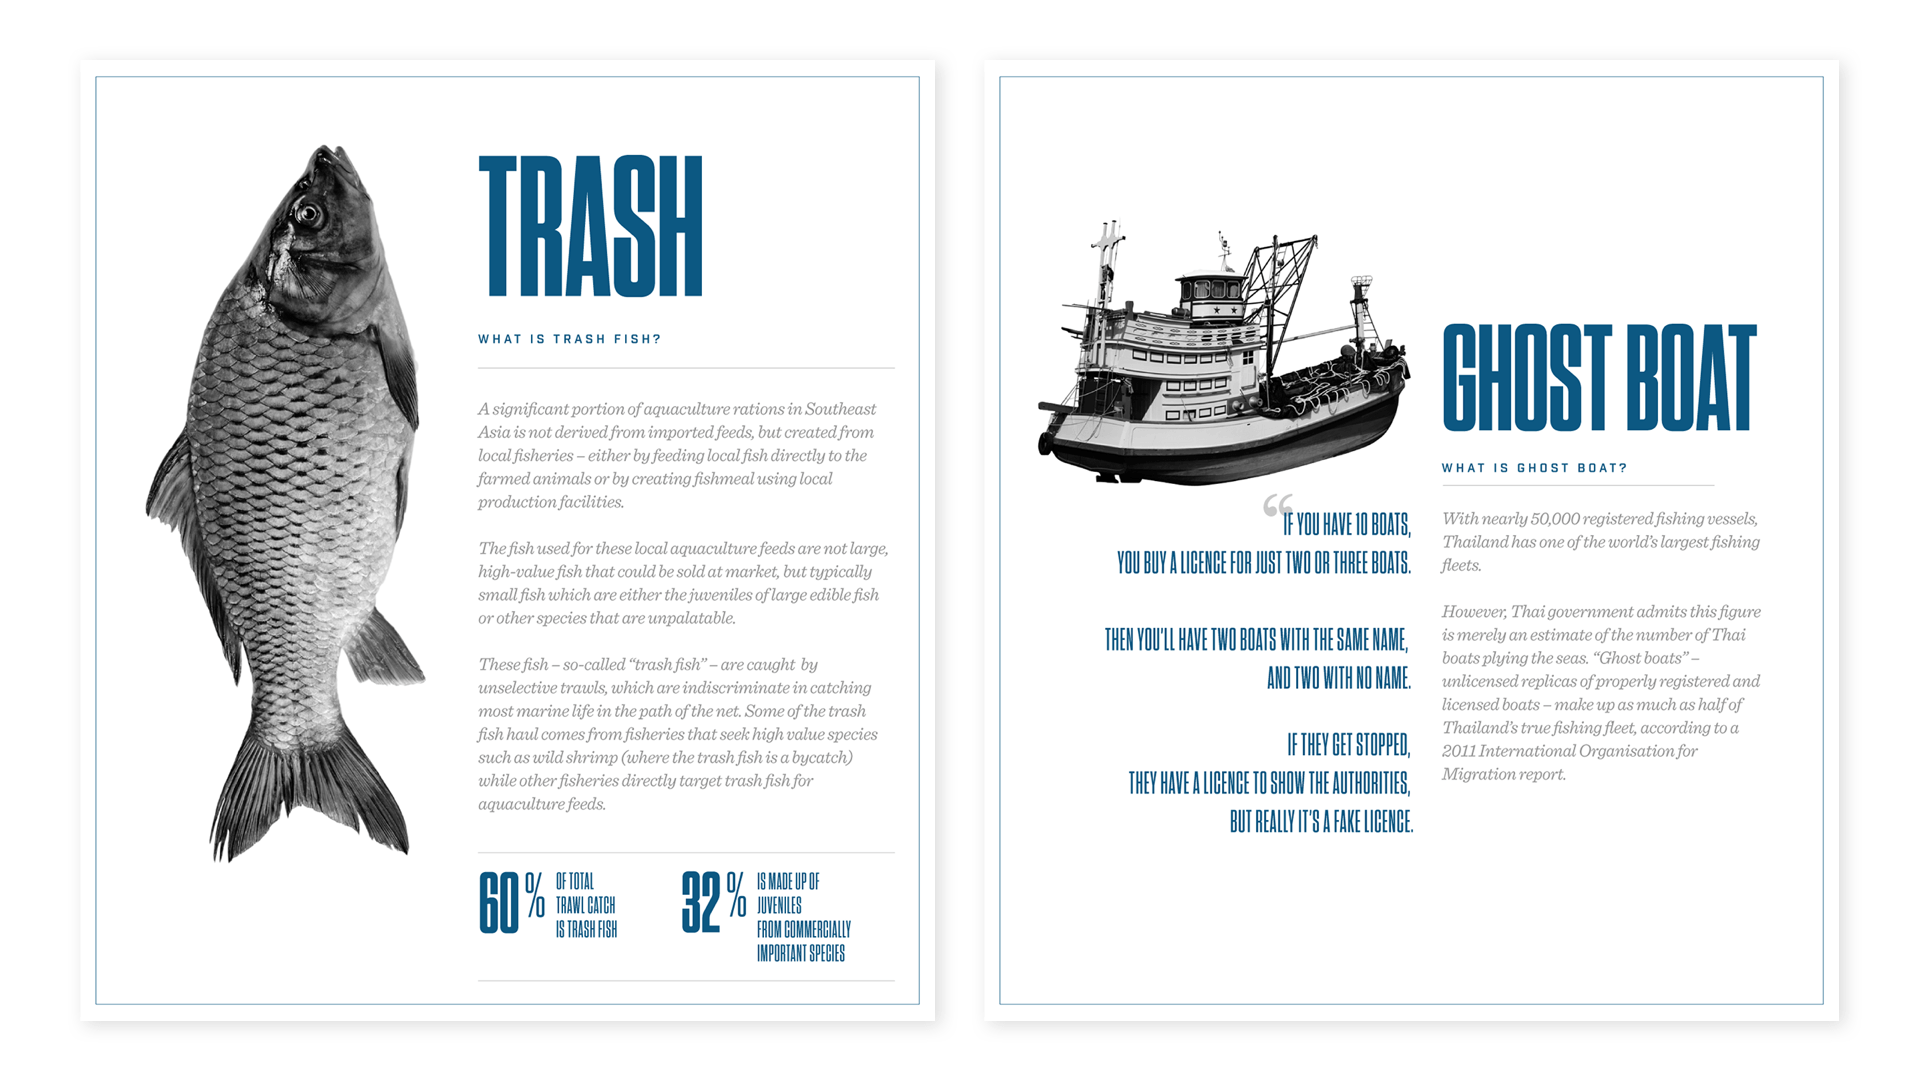 TRASH
WHAT IS TRASH FISH?
A significant portion of aquaculture rations in Southeast
Asia is not derived from imported feeds, but created from
local fisheries – either by feeding local fish directly to the
farmed animals or by creating fishmeal using local
production facilities.
The fish used for these local aquaculture feeds are not large,
high-value fish that could be sold at market, but typically
small fish which are either the juveniles of large edible fish
or other species that are unpalatable.
These fish – so-called “trash fish” – are caught by
unselective trawls, which are indiscriminate in catching
most marine life in the path of the net. Some of the trash
fish haul comes from fisheries that seek high value species
such as wild shrimp (where the trash fish is a bycatch)
while other fisheries directly target trash fish for
aquaculture feeds.
60%
OF TOTAL
TRAWL CATCH
IS TRASH FISH
32%
IS MADE UP OF
JUVENILES
FROM COMMERCIALLY
IMPORTANT SPECIES
“IF YOU HAVE 10 BOATS,
YOU BUY A LICENCE FOR JUST TWO OR THREE BOATS.
THEN YOU'LL HAVE TWO BOATS WITH THE SAME NAME,
AND TWO WITH NO NAME.
IF THEY GET STOPPED,
THEY HAVE A LICENCE TO SHOW THE AUTHORITIES,
BUT REALLY IT'S A FAKE LICENCE.
GHOST BOAT
WHAT IS GHOST BOAT?
With nearly 50,000 registered fishing vessels,
Thailand has one of the world’s largest fishing
fleets.
However, Thai government admits this figure
is merely an estimate of the number of Thai
boats plying the seas. “Ghost boats” –
unlicensed replicas of properly registered and
licensed boats – make up as much as half of
Thailand’s true fishing fleet, according to a
2011 International Organisation for
Migration report.